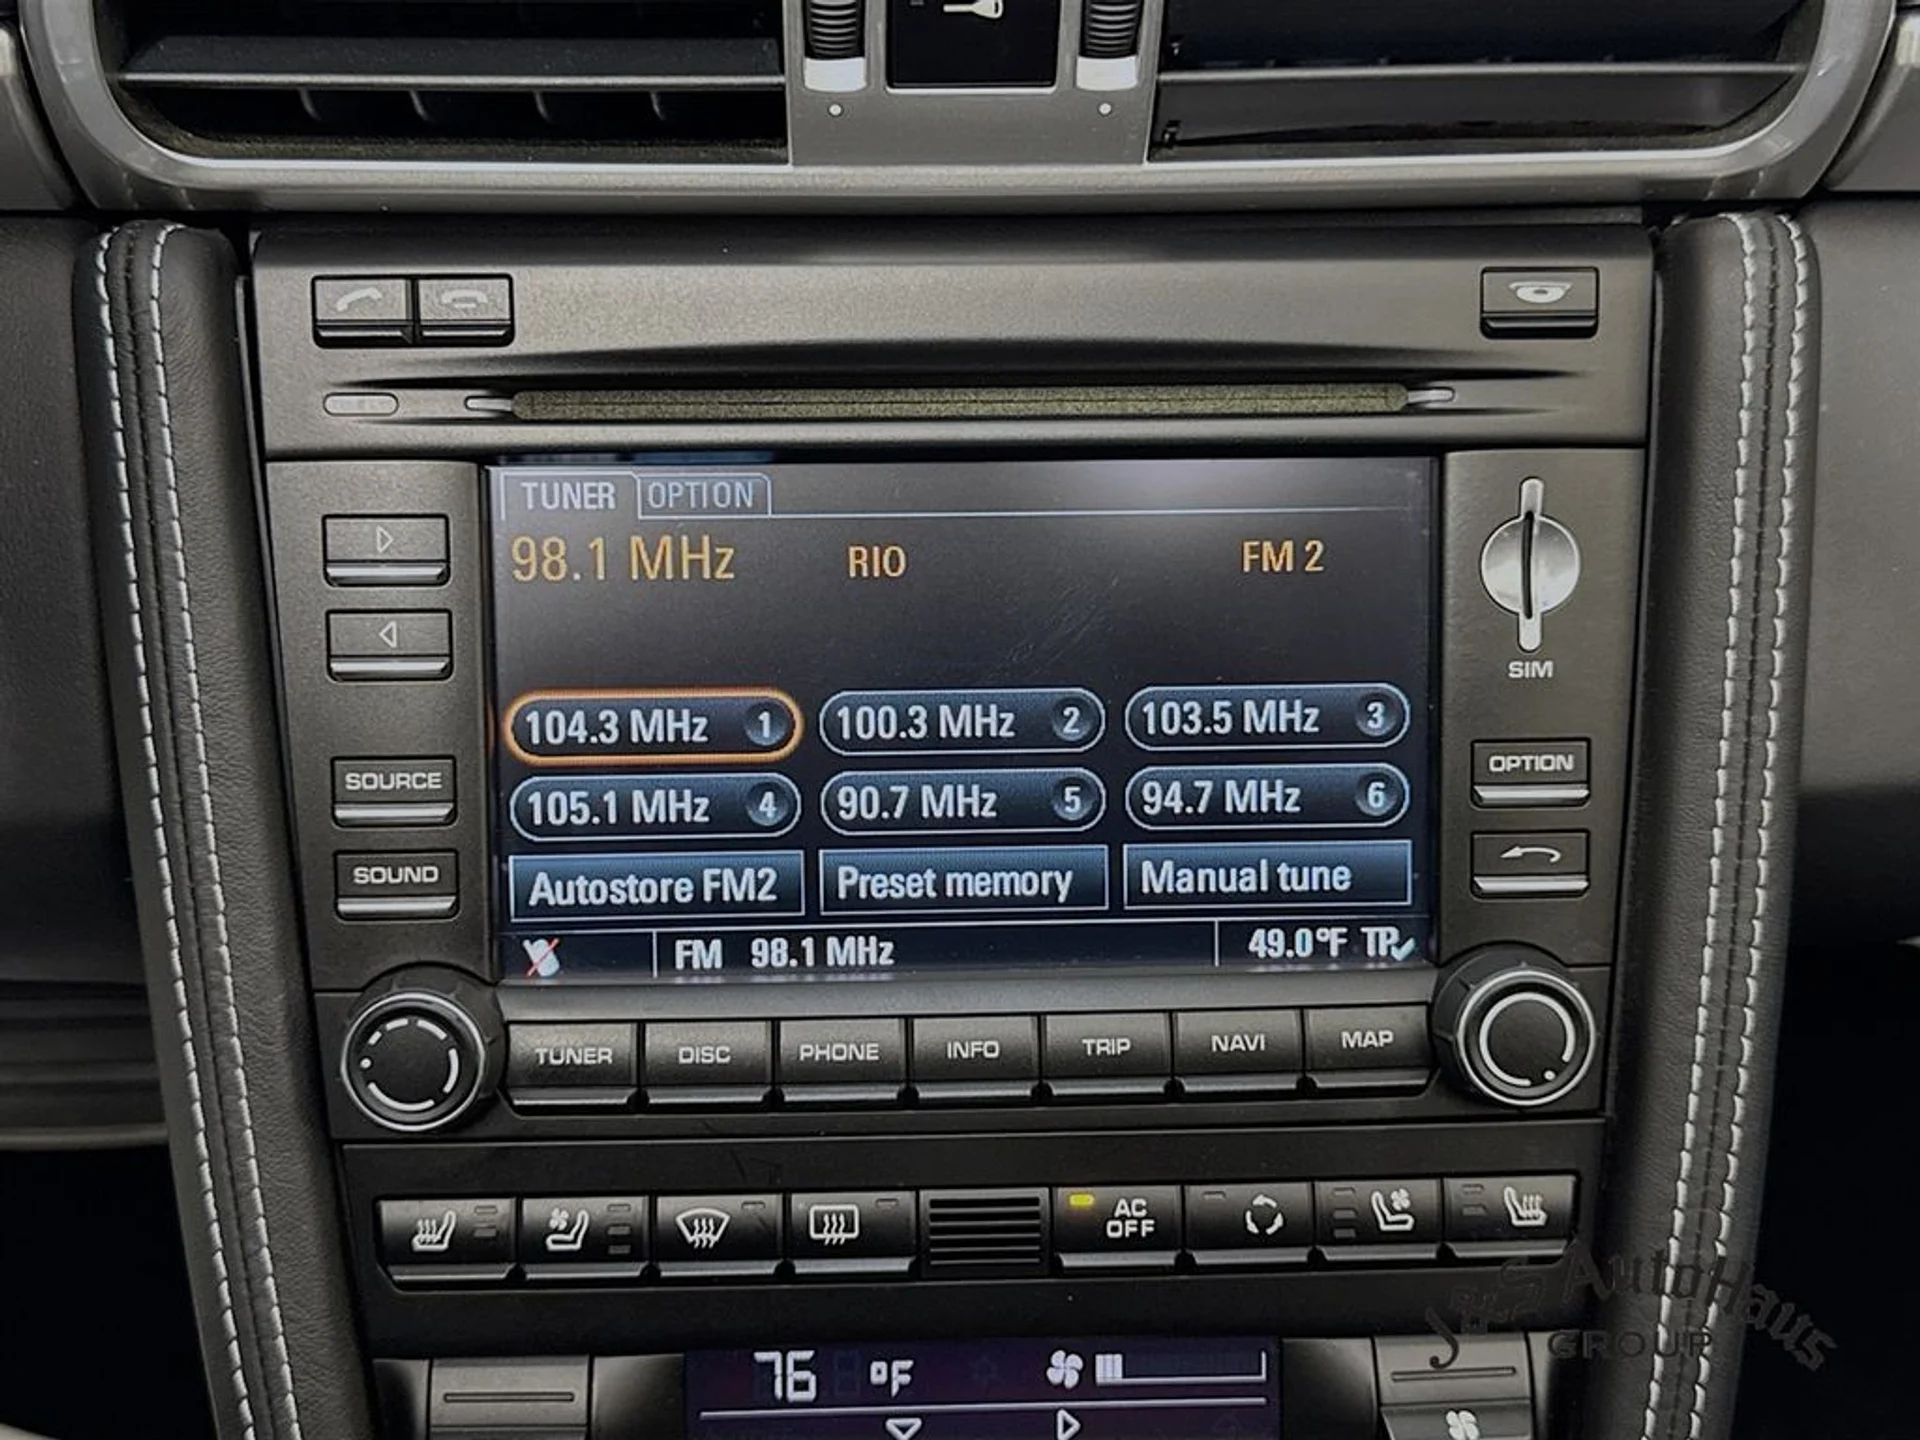 TUNER OPTION
98.1 MHz RIO FM 2
SIM
104.3 MHz 1 100.3 MHz 2 103.5 MHz 3
SOURCE
OPTION
105.1 MHz 4 90.7 MHz 5 94.7 MHz 6
SOUND
Autostore FM2 Preset memory Manual tune
FM 98.1 MHz 49.0°F TP
TUNER DISC PHONE INFO TRIP NAVI MAP
AC
OFF
AutoHaus
GROUP
76 °F